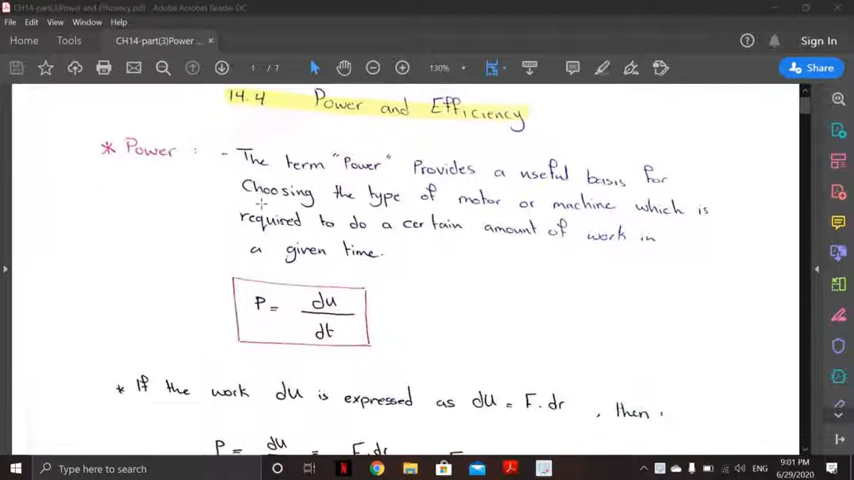 CH14-part(3)Power and Efficiency.pdf - Adobe Acrobat Reader DC
File Edit View Window Help
Home Tools CH14-part(3)Power ... × Sign In
1 / 7 130% Share
14.4 Power and Efficiency
* Power : - The term "Power" Provides a useful basis for
Choosing the type of motor or machine which is
required to do a certain amount of work in
a given time.
P = du
dt
* If the work du is expressed as du = F.dr , then :
P = du = F.dr =
Type here to search
ENG 9:01 PM
6/29/2020